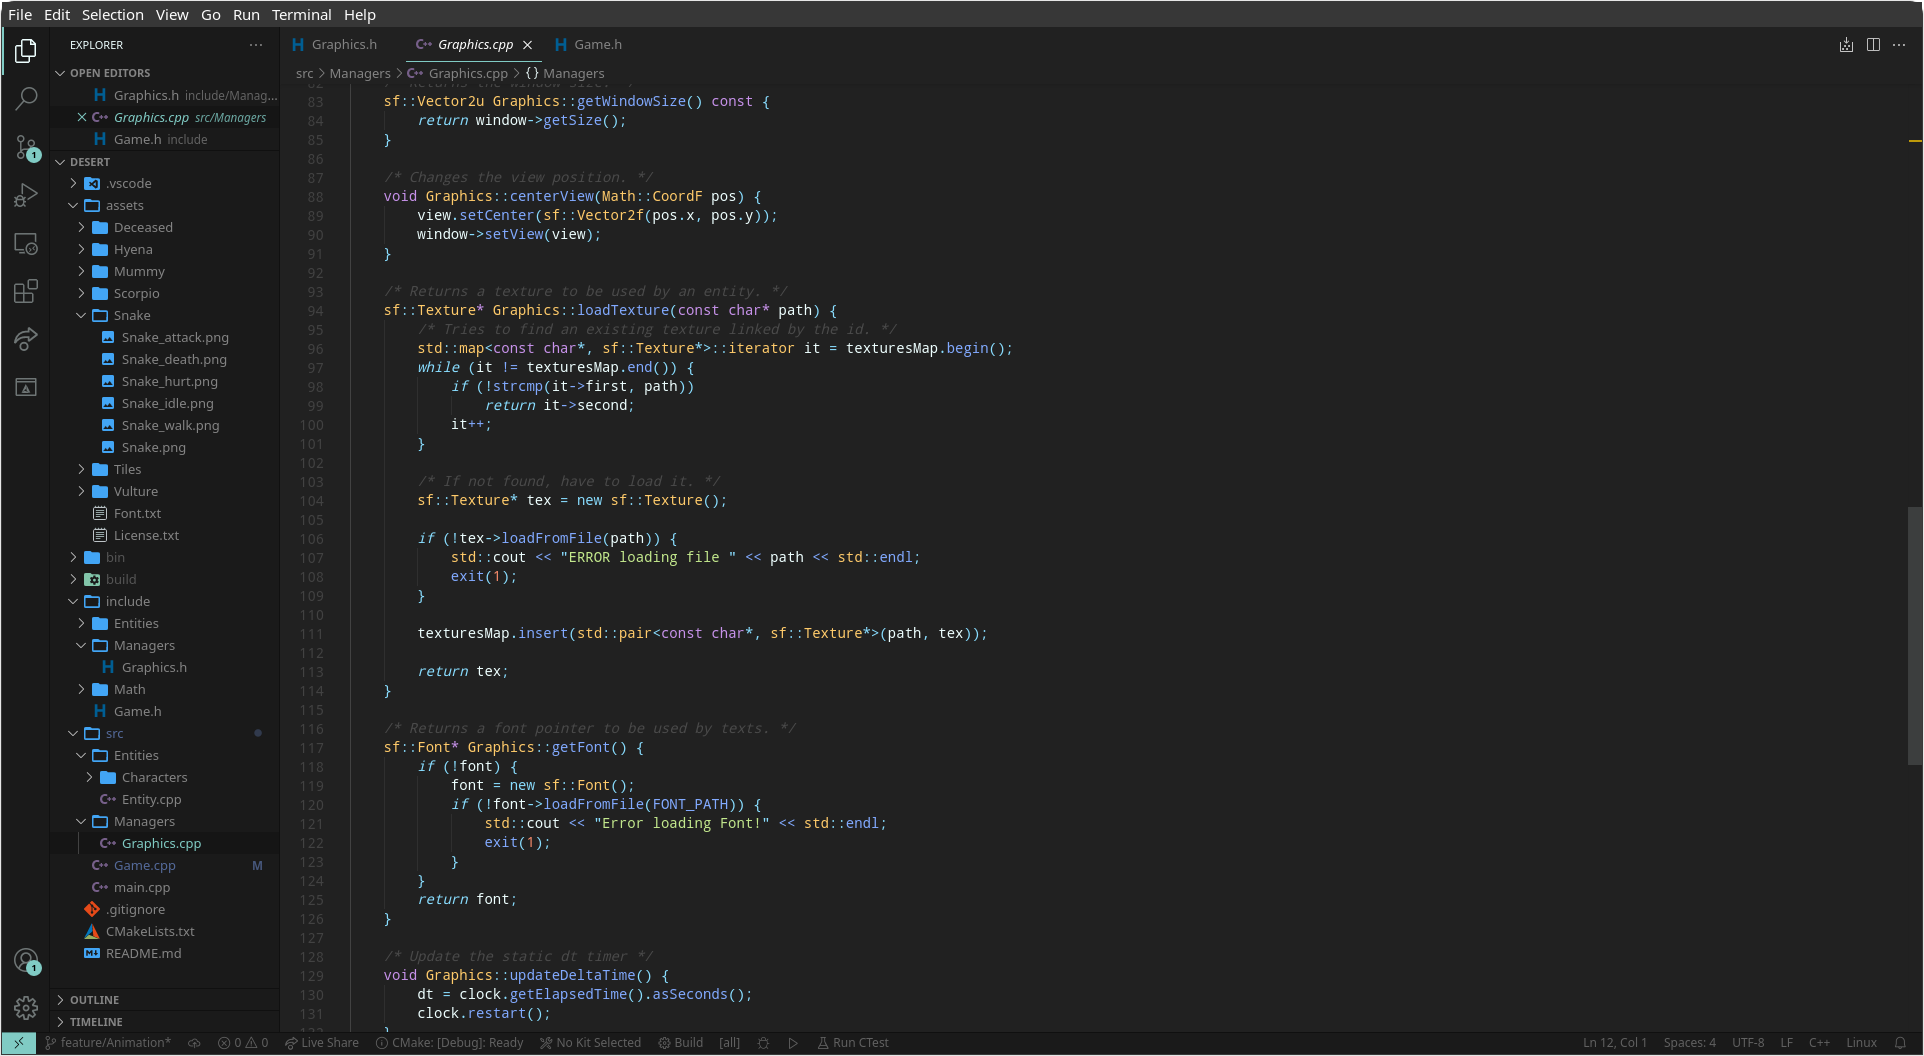 File Edit Selection View Go Run Terminal Help
EXPLORER
OPEN EDITORS
Graphics.h include/Manag...
Graphics.cpp src/Managers
Game.h include
DESERT
.vscode
assets
Deceased
Hyena
Mummy
Scorpio
Snake
Snake_attack.png
Snake_death.png
Snake_hurt.png
Snake_idle.png
Snake_walk.png
Snake.png
Tiles
Vulture
Font.txt
License.txt
bin
build
include
Entities
Managers
Graphics.h
Math
Game.h
src
Entities
Characters
Entity.cpp
Managers
Graphics.cpp
Game.cpp M
main.cpp
.gitignore
CMakeLists.txt
README.md
OUTLINE
TIMELINE
1
1
Graphics.h Graphics.cpp Game.h
src > Managers > Graphics.cpp > {} Managers
82 /* Returns the window size. */
83 sf::Vector2u Graphics::getWindowSize() const {
84 return window->getSize();
85 }
86
87 /* Changes the view position. */
88 void Graphics::centerView(Math::CoordF pos) {
89 view.setCenter(sf::Vector2f(pos.x, pos.y));
90 window->setView(view);
91 }
92
93 /* Returns a texture to be used by an entity. */
94 sf::Texture* Graphics::loadTexture(const char* path) {
95 /* Tries to find an existing texture linked by the id. */
96 std::map<const char*, sf::Texture*>::iterator it = texturesMap.begin();
97 while (it != texturesMap.end()) {
98 if (!strcmp(it->first, path))
99 return it->second;
100 it++;
101 }
102
103 /* If not found, have to load it. */
104 sf::Texture* tex = new sf::Texture();
105
106 if (!tex->loadFromFile(path)) {
107 std::cout << "ERROR loading file " << path << std::endl;
108 exit(1);
109 }
110
111 texturesMap.insert(std::pair<const char*, sf::Texture*>(path, tex));
112
113 return tex;
114 }
115
116 /* Returns a font pointer to be used by texts. */
117 sf::Font* Graphics::getFont() {
118 if (!font) {
119 font = new sf::Font();
120 if (!font->loadFromFile(FONT_PATH)) {
121 std::cout << "Error loading Font!" << std::endl;
122 exit(1);
123 }
124 }
125 return font;
126 }
127
128 /* Update the static dt timer */
129 void Graphics::updateDeltaTime() {
130 dt = clock.getElapsedTime().asSeconds();
131 clock.restart();
132 }
feature/Animation* 0 0 Live Share CMake: [Debug]: Ready No Kit Selected Build [all] Run CTest Ln 12, Col 1 Spaces: 4 UTF-8 LF C++ Linux